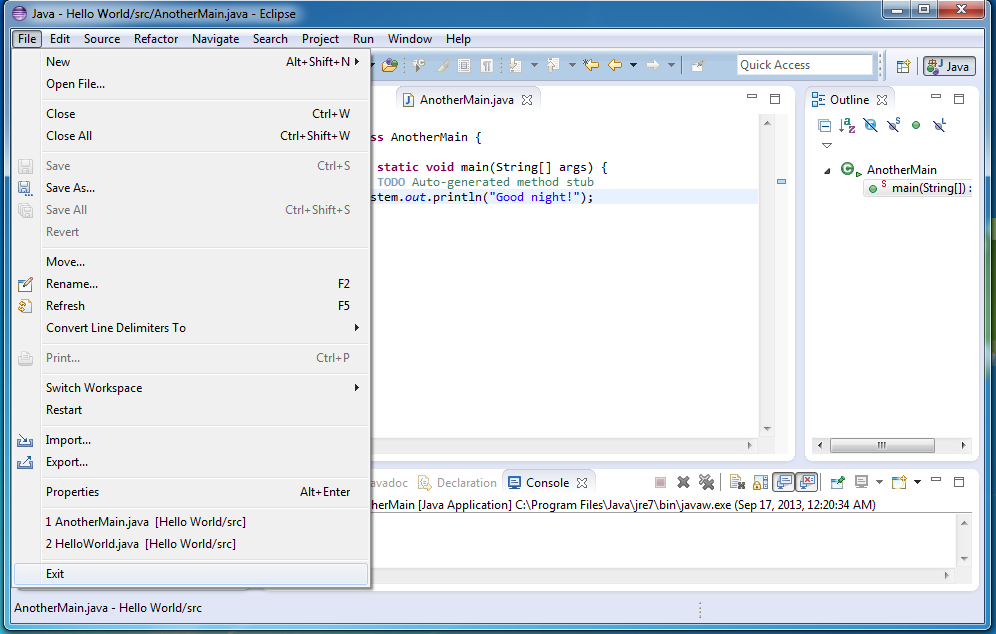 Java - Hello World/src/AnotherMain.java - Eclipse
File Edit Source Refactor Navigate Search Project Run Window Help
New Alt+Shift+N
Open File...
Close Ctrl+W
Close All Ctrl+Shift+W
Save Ctrl+S
Save As...
Save All Ctrl+Shift+S
Revert
Move...
Rename... F2
Refresh F5
Convert Line Delimiters To
Print... Ctrl+P
Switch Workspace
Restart
Import...
Export...
Properties Alt+Enter
1 AnotherMain.java [Hello World/src]
2 HelloWorld.java [Hello World/src]
Exit
Quick Access
Java
AnotherMain.java
ss AnotherMain {
static void main(String[] args) {
TODO Auto-generated method stub
stem.out.println("Good night!");
Outline
AnotherMain
main(String[]) :
avadoc Declaration Console
herMain [Java Application] C:\Program Files\Java\jre7\bin\javaw.exe (Sep 17, 2013, 12:20:34 AM)
AnotherMain.java - Hello World/src